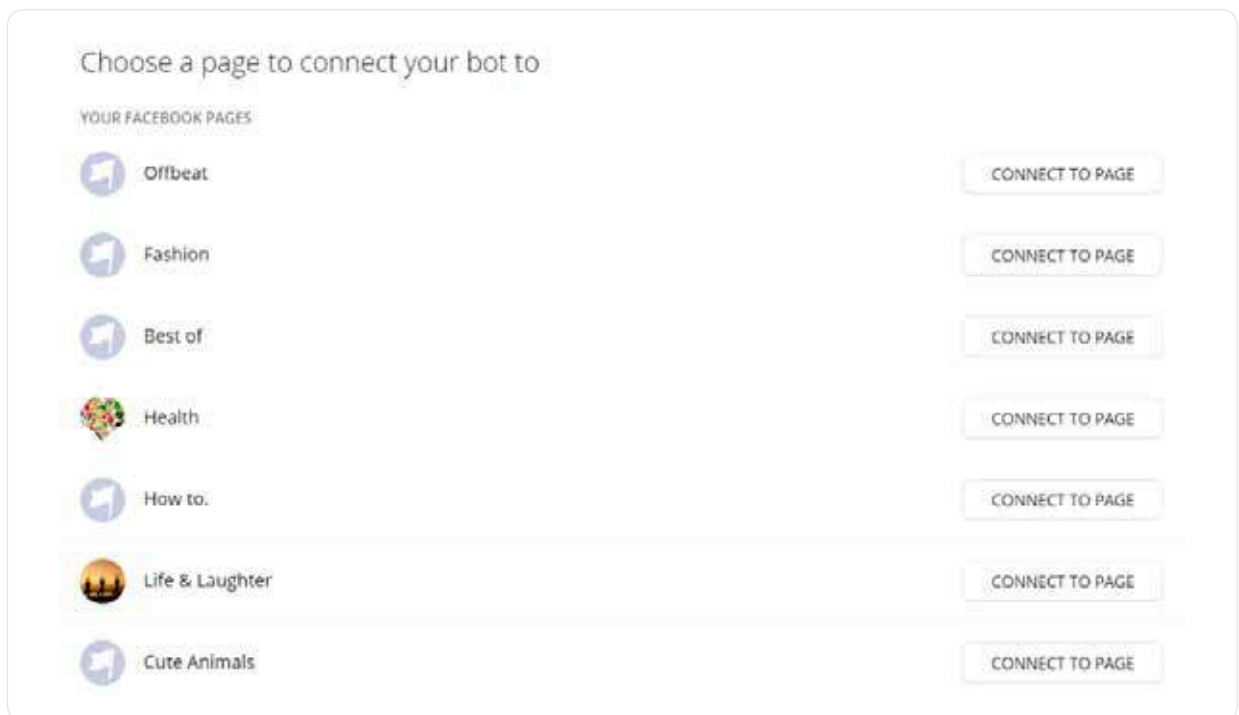 Choose a page to connect your bot to
YOUR FACEBOOK PAGES
Offbeat CONNECT TO PAGE
Fashion CONNECT TO PAGE
Best of CONNECT TO PAGE
Health CONNECT TO PAGE
How to. CONNECT TO PAGE
Life & Laughter CONNECT TO PAGE
Cute Animals CONNECT TO PAGE